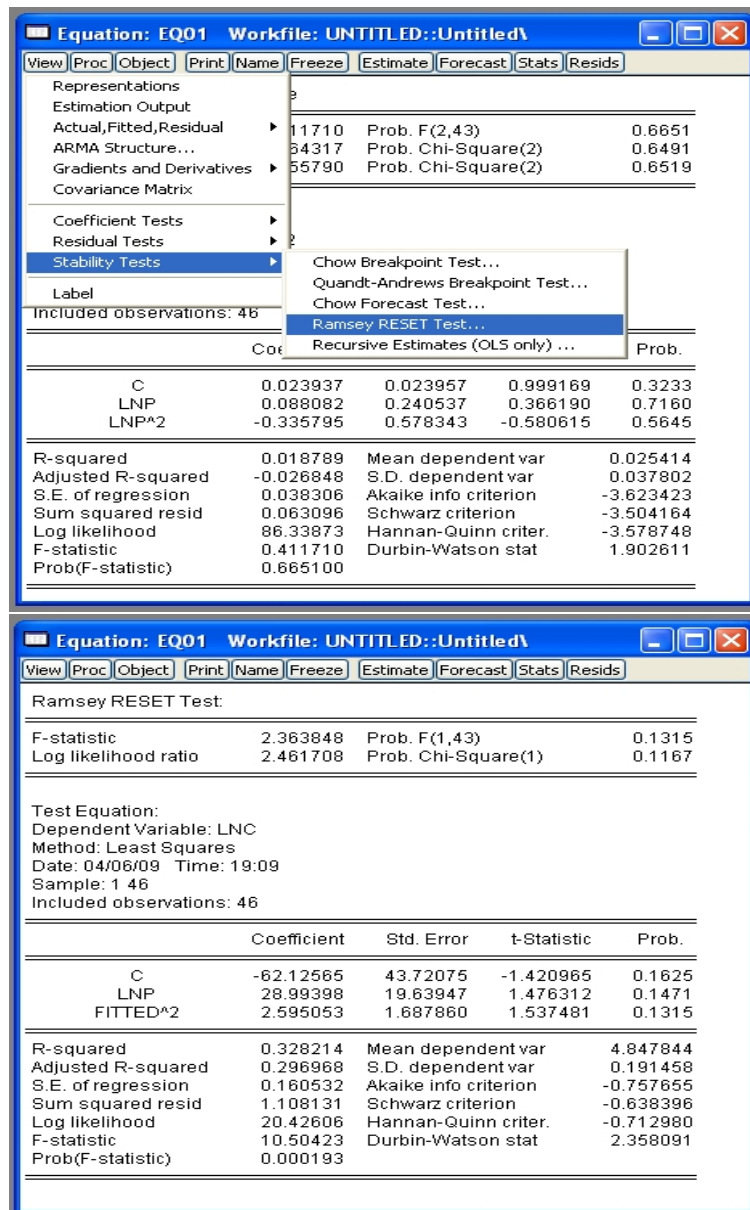 Equation: EQ01 Workfile: UNTITLED::Untitled\
View Proc Object Print Name Freeze Estimate Forecast Stats Resids
Representations
Estimation Output
Actual,Fitted,Residual
ARMA Structure...
Gradients and Derivatives
Covariance Matrix
Coefficient Tests
Residual Tests
Stability Tests
Label
11710 Prob. F(2,43) 0.6651
64317 Prob. Chi-Square(2) 0.6491
55790 Prob. Chi-Square(2) 0.6519
Chow Breakpoint Test...
Quandt-Andrews Breakpoint Test...
Chow Forecast Test...
Ramsey RESET Test...
Recursive Estimates (OLS only) ...
Included observations: 46
Prob.
C 0.023937 0.023957 0.999169 0.3233
LNP 0.088082 0.240537 0.366190 0.7160
LNP^2 -0.335795 0.578343 -0.580615 0.5645
R-squared 0.018789 Mean dependent var 0.025414
Adjusted R-squared -0.026848 S.D. dependent var 0.037802
S.E. of regression 0.038306 Akaike info criterion -3.623423
Sum squared resid 0.063096 Schwarz criterion -3.504164
Log likelihood 86.33873 Hannan-Quinn criter. -3.578748
F-statistic 0.411710 Durbin-Watson stat 1.902611
Prob(F-statistic) 0.665100
Equation: EQ01 Workfile: UNTITLED::Untitled\
View Proc Object Print Name Freeze Estimate Forecast Stats Resids
Ramsey RESET Test:
F-statistic 2.363848 Prob. F(1,43) 0.1315
Log likelihood ratio 2.461708 Prob. Chi-Square(1) 0.1167
Test Equation:
Dependent Variable: LNC
Method: Least Squares
Date: 04/06/09 Time: 19:09
Sample: 1 46
Included observations: 46
Coefficient Std. Error t-Statistic Prob.
C -62.12565 43.72075 -1.420965 0.1625
LNP 28.99398 19.63947 1.476312 0.1471
FITTED^2 2.595053 1.687860 1.537481 0.1315
R-squared 0.328214 Mean dependent var 4.847844
Adjusted R-squared 0.296968 S.D. dependent var 0.191458
S.E. of regression 0.160532 Akaike info criterion -0.757655
Sum squared resid 1.108131 Schwarz criterion -0.638396
Log likelihood 20.42606 Hannan-Quinn criter. -0.712980
F-statistic 10.50423 Durbin-Watson stat 2.358091
Prob(F-statistic) 0.000193